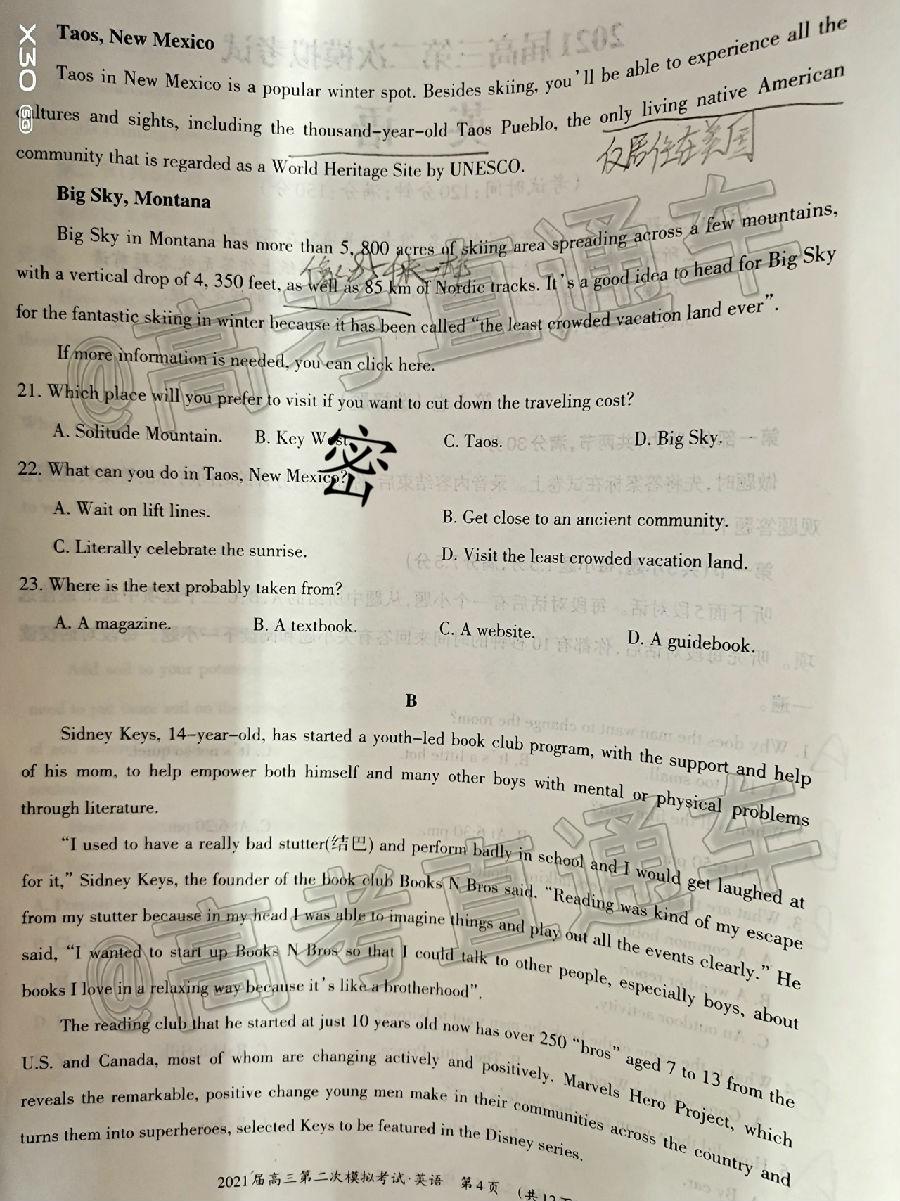 Taos, New Mexico
Taos in New Mexico is a popular winter spot. Besides skiing, you'll be able to experience all the
cultures and sights, including the thousand-year-old Taos Pueblo, the only living native American
仅居住在美国
community that is regarded as a World Heritage Site by UNESCO.
Big Sky, Montana
Big Sky in Montana has more than 5, 800 acres of skiing area spreading across a few mountains,
with a vertical drop of 4, 350 feet, as well as 85 km of Nordic tracks. It's a good idea to head for Big Sky
for the fantastic skiing in winter because it has been called "the least crowded vacation land ever".
If more information is needed, you can click here.
21. Which place will you prefer to visit if you want to cut down the traveling cost?
A. Solitude Mountain. B. Key West. C. Taos. D. Big Sky.
密
22. What can you do in Taos, New Mexico?
A. Wait on lift lines. B. Get close to an ancient community.
C. Literally celebrate the sunrise. D. Visit the least crowded vacation land.
23. Where is the text probably taken from?
A. A magazine. B. A textbook. C. A website. D. A guidebook.
B
Sidney Keys, 14-year-old, has started a youth-led book club program, with the support and help
of his mom, to help empower both himself and many other boys with mental or physical problems
through literature.
"I used to have a really bad stutter(结巴) and perform badly in school and I would get laughed at
for it," Sidney Keys, the founder of the book club Books N Bros said. "Reading was kind of my escape
from my stutter because in my head I was able to imagine things and play out all the events clearly." He
said, "I wanted to start up Books N Bros so that I could talk to other people, especially boys, about
books I love in a relaxing way because it's like a brotherhood".
The reading club that he started at just 10 years old now has over 250 "bros" aged 7 to 13 from the
U.S. and Canada, most of whom are changing actively and positively. Marvels Hero Project, which
reveals the remarkable, positive change young men make in their communities across the country and
turns them into superheroes, selected Keys to be featured in the Disney series.
2021届高三第二次模拟考试·英语 第4页 (共12页
@高考直通车
@高考直通车
X30